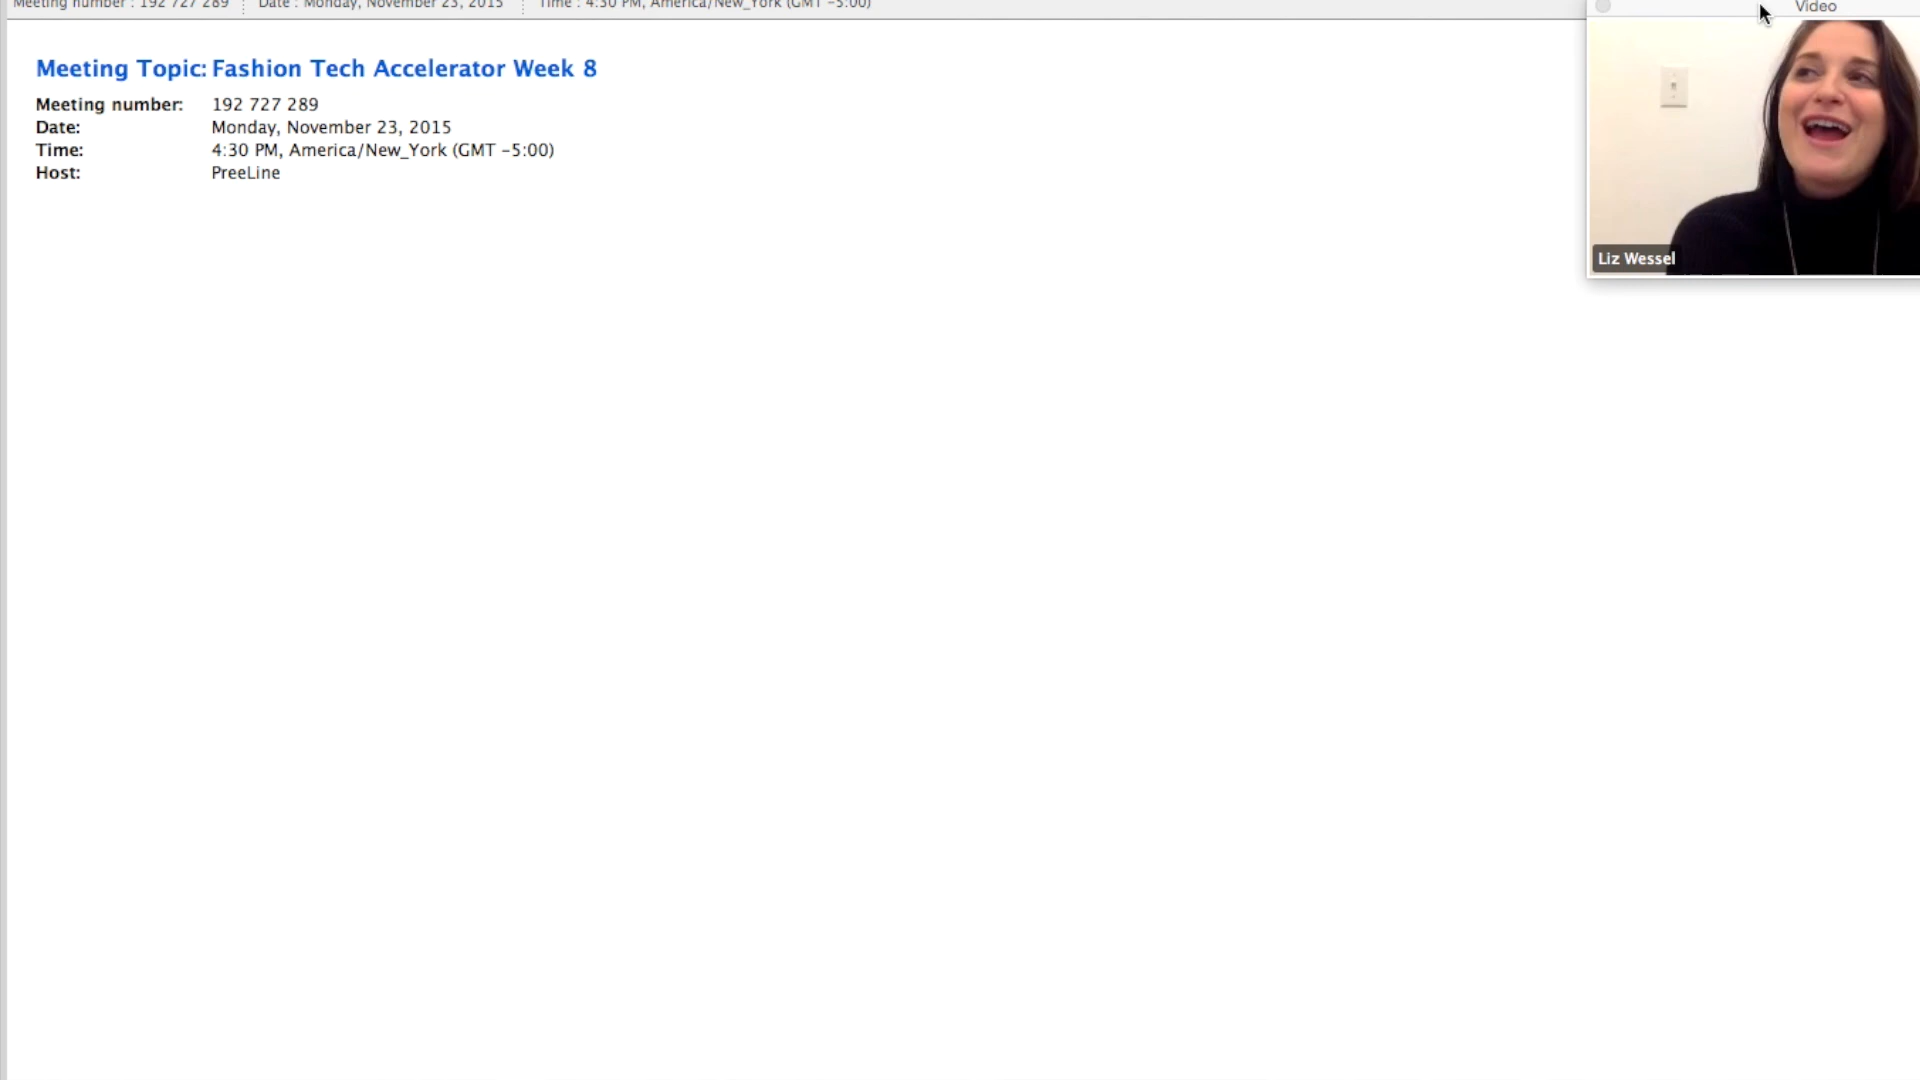 Meeting number : 192 727 289 Date : Monday, November 23, 2015 Time : 4:30 PM, America/New_York (GMT -5:00)
Video
Meeting Topic: Fashion Tech Accelerator Week 8
Meeting number: 192 727 289
Date: Monday, November 23, 2015
Time: 4:30 PM, America/New_York (GMT -5:00)
Host: PreeLine
Liz Wessel